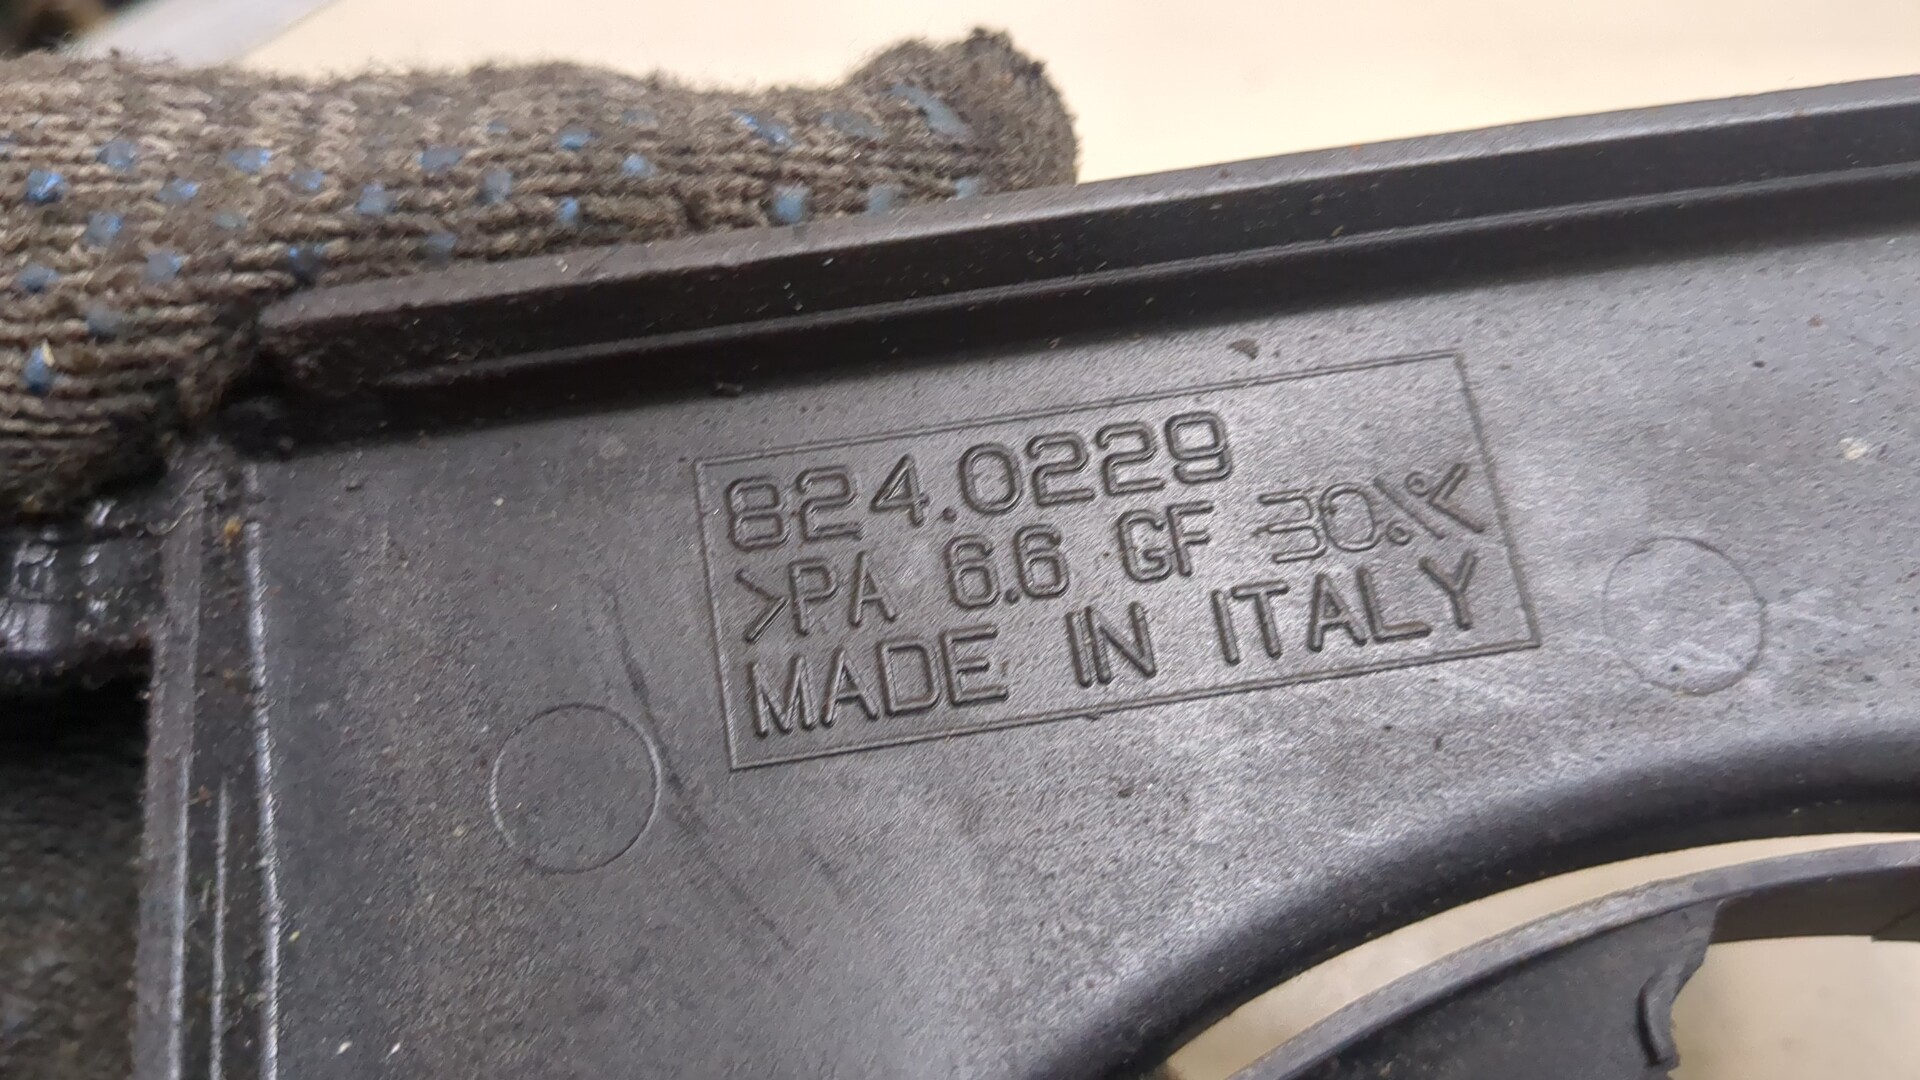 824.0229
>PA 6.6 GF 30%<
MADE IN ITALY